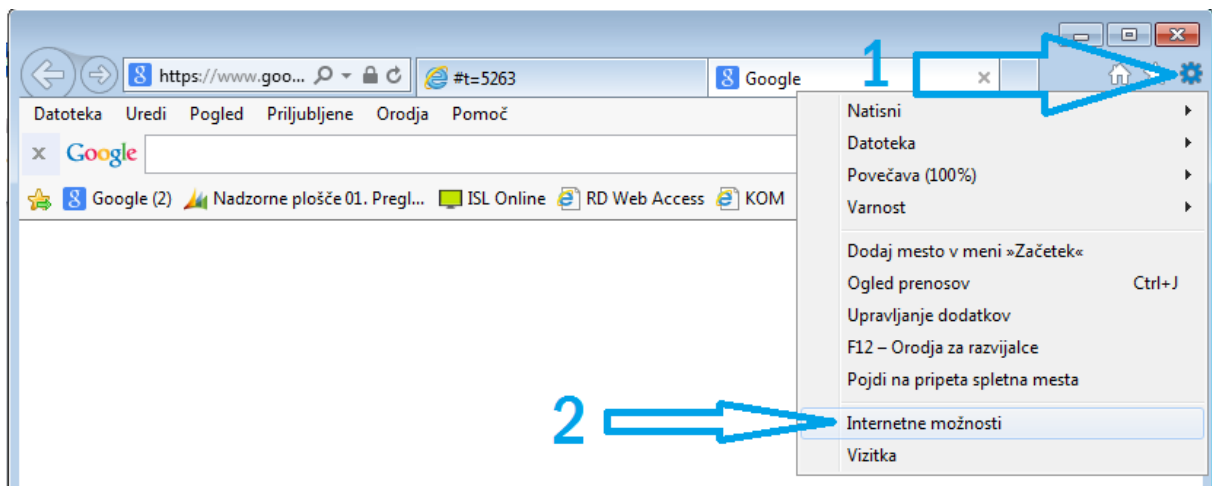 1
https://www.goo... #t=5263 Google
Datoteka Uredi Pogled Priljubljene Orodja Pomoč
x Google
Google (2) Nadzorne plošče 01. Pregl... ISL Online RD Web Access KOM
Natisni
Datoteka
Povečava (100%)
Varnost
Dodaj mesto v meni »Začetek«
Ogled prenosov Ctrl+J
Upravljanje dodatkov
F12 – Orodja za razvijalce
Pojdi na pripeta spletna mesta
2 Internetne možnosti
Vizitka